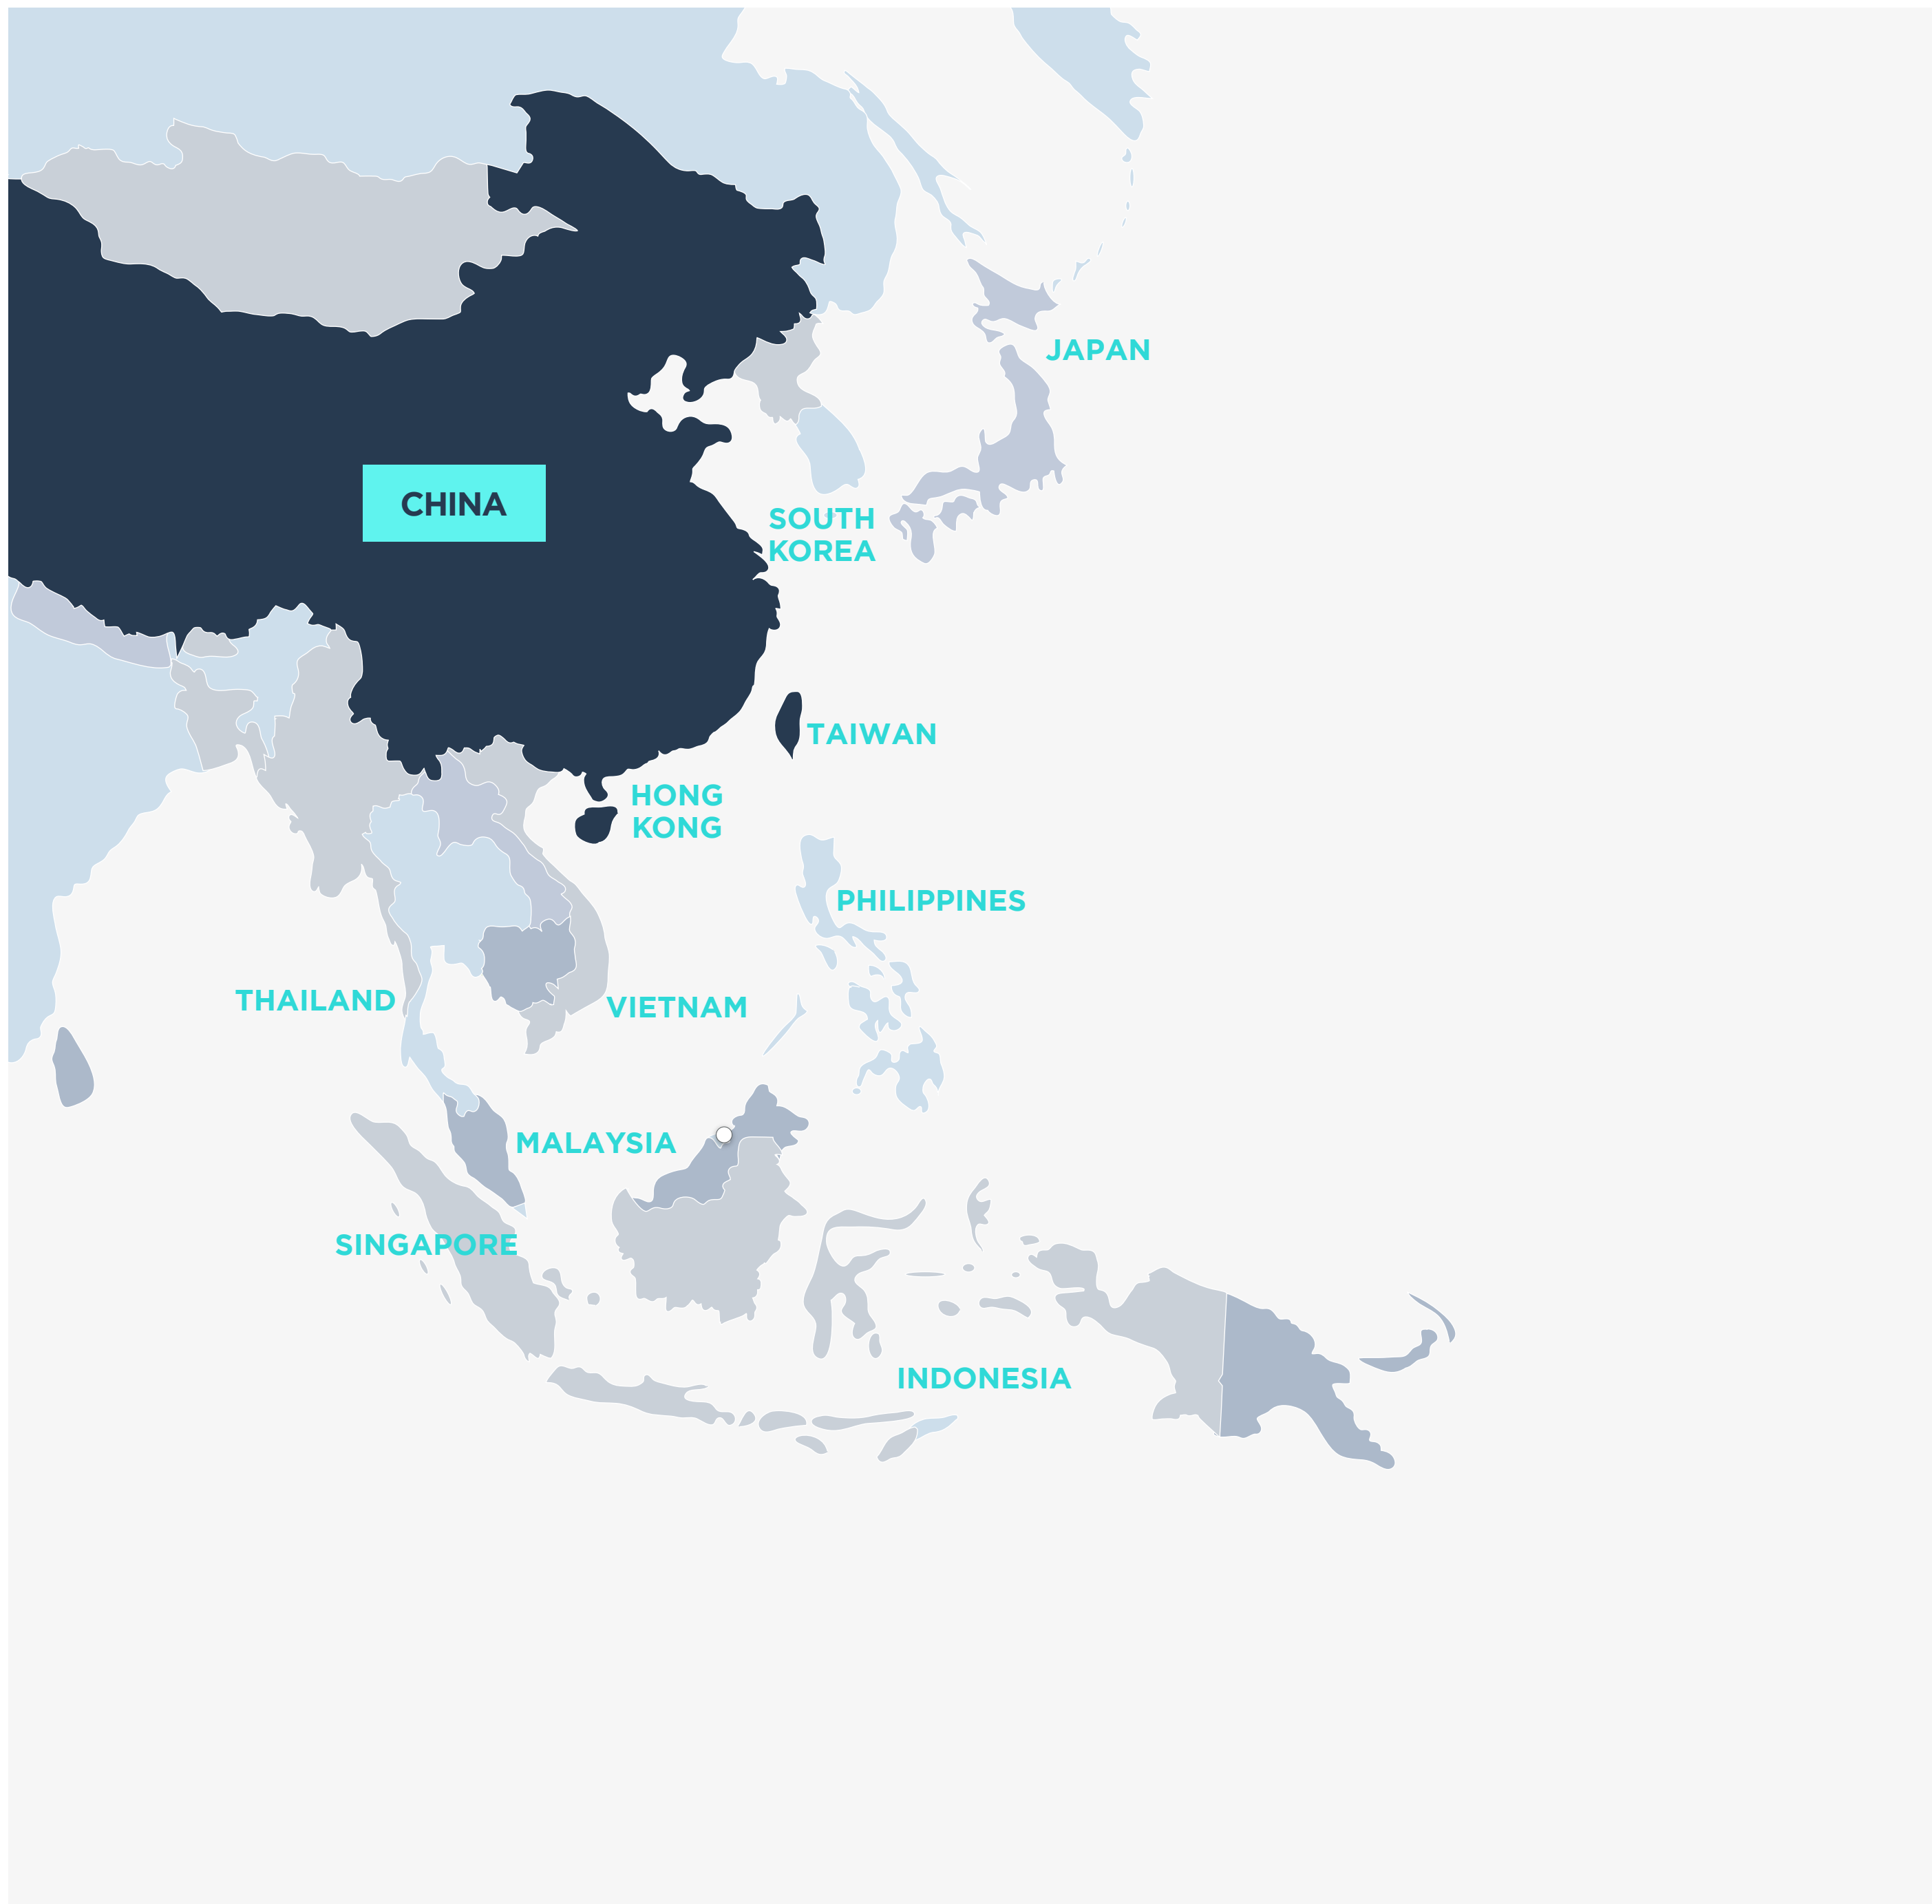 JAPAN
CHINA
SOUTH
KOREA
TAIWAN
HONG
KONG
PHILIPPINES
THAILAND
VIETNAM
MALAYSIA
SINGAPORE
INDONESIA